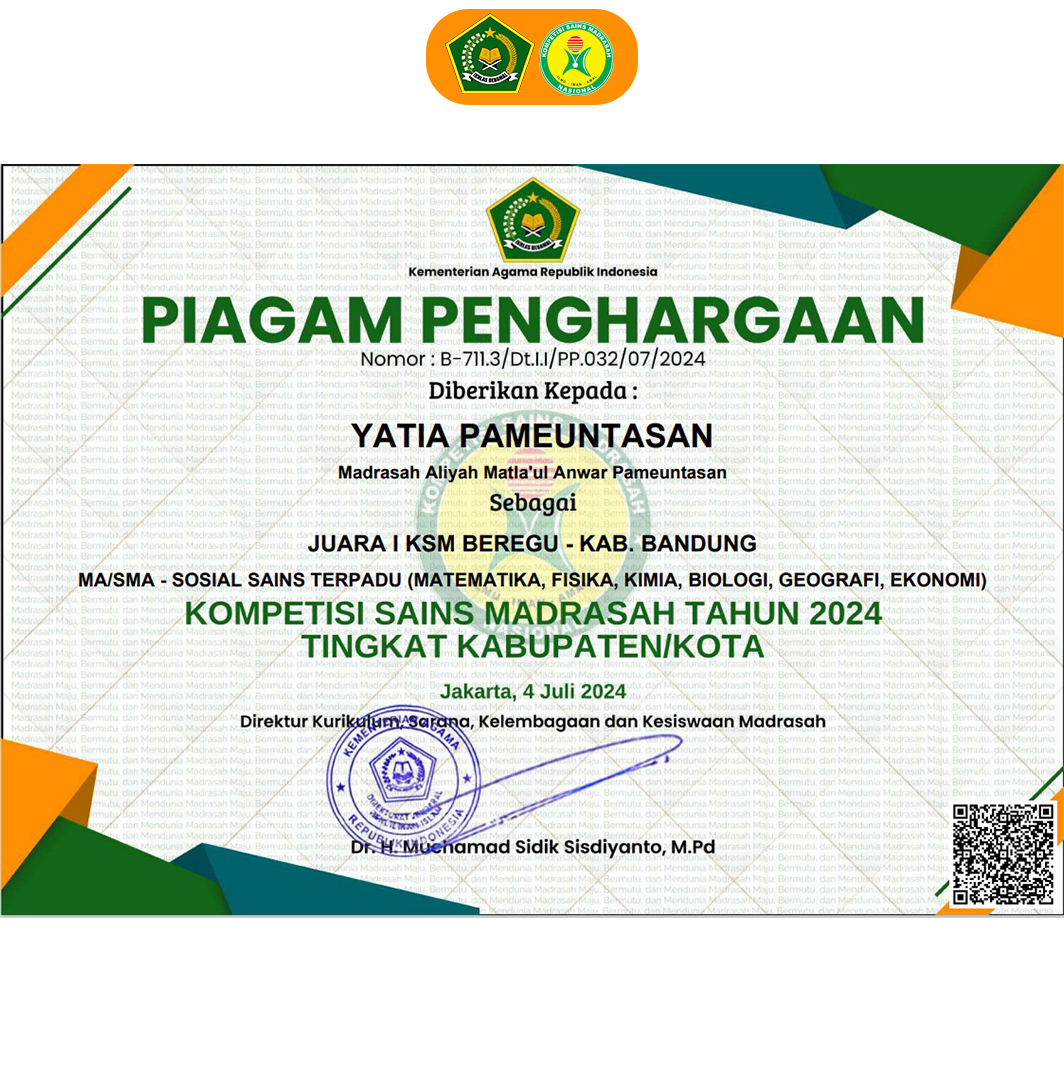 IKHLAS BERAMAL
KOMPETISI SAINS MADRASAH
ILMU - IMAN - AMAL
NASIONAL
IKHLAS BERAMAL
Kementerian Agama Republik Indonesia
PIAGAM PENGHARGAAN
Nomor : B-711.3/Dt.I.I/PP.032/07/2024
Diberikan Kepada :
YATIA PAMEUNTASAN
Madrasah Aliyah Matla'ul Anwar Pameuntasan
Sebagai
JUARA I KSM BEREGU - KAB. BANDUNG
MA/SMA - SOSIAL SAINS TERPADU (MATEMATIKA, FISIKA, KIMIA, BIOLOGI, GEOGRAFI, EKONOMI)
KOMPETISI SAINS MADRASAH TAHUN 2024
TINGKAT KABUPATEN/KOTA
Jakarta, 4 Juli 2024
Direktur Kurikulum, Sarana, Kelembagaan dan Kesiswaan Madrasah
KEMENTERIAN AGAMA
DIREKTORAT JENDERAL
PENDIDIKAN ISLAM
REPUBLIK INDONESIA
Dr. H. Muchamad Sidik Sisdiyanto, M.Pd